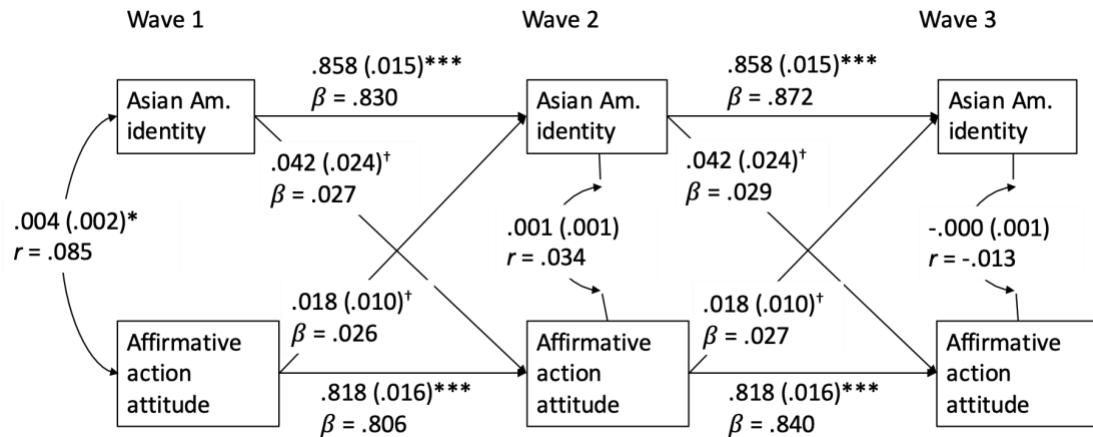 Wave 1
Wave 2
Wave 3
.858 (.015)***
β = .830
.858 (.015)***
β = .872
Asian Am.
identity
Asian Am.
identity
Asian Am.
identity
.042 (.024)†
β = .027
.042 (.024)†
β = .029
.004 (.002)*
r = .085
.001 (.001)
r = .034
-.000 (.001)
r = -.013
.018 (.010)†
β = .026
.018 (.010)†
β = .027
Affirmative
action
attitude
Affirmative
action
attitude
Affirmative
action
attitude
.818 (.016)***
β = .806
.818 (.016)***
β = .840